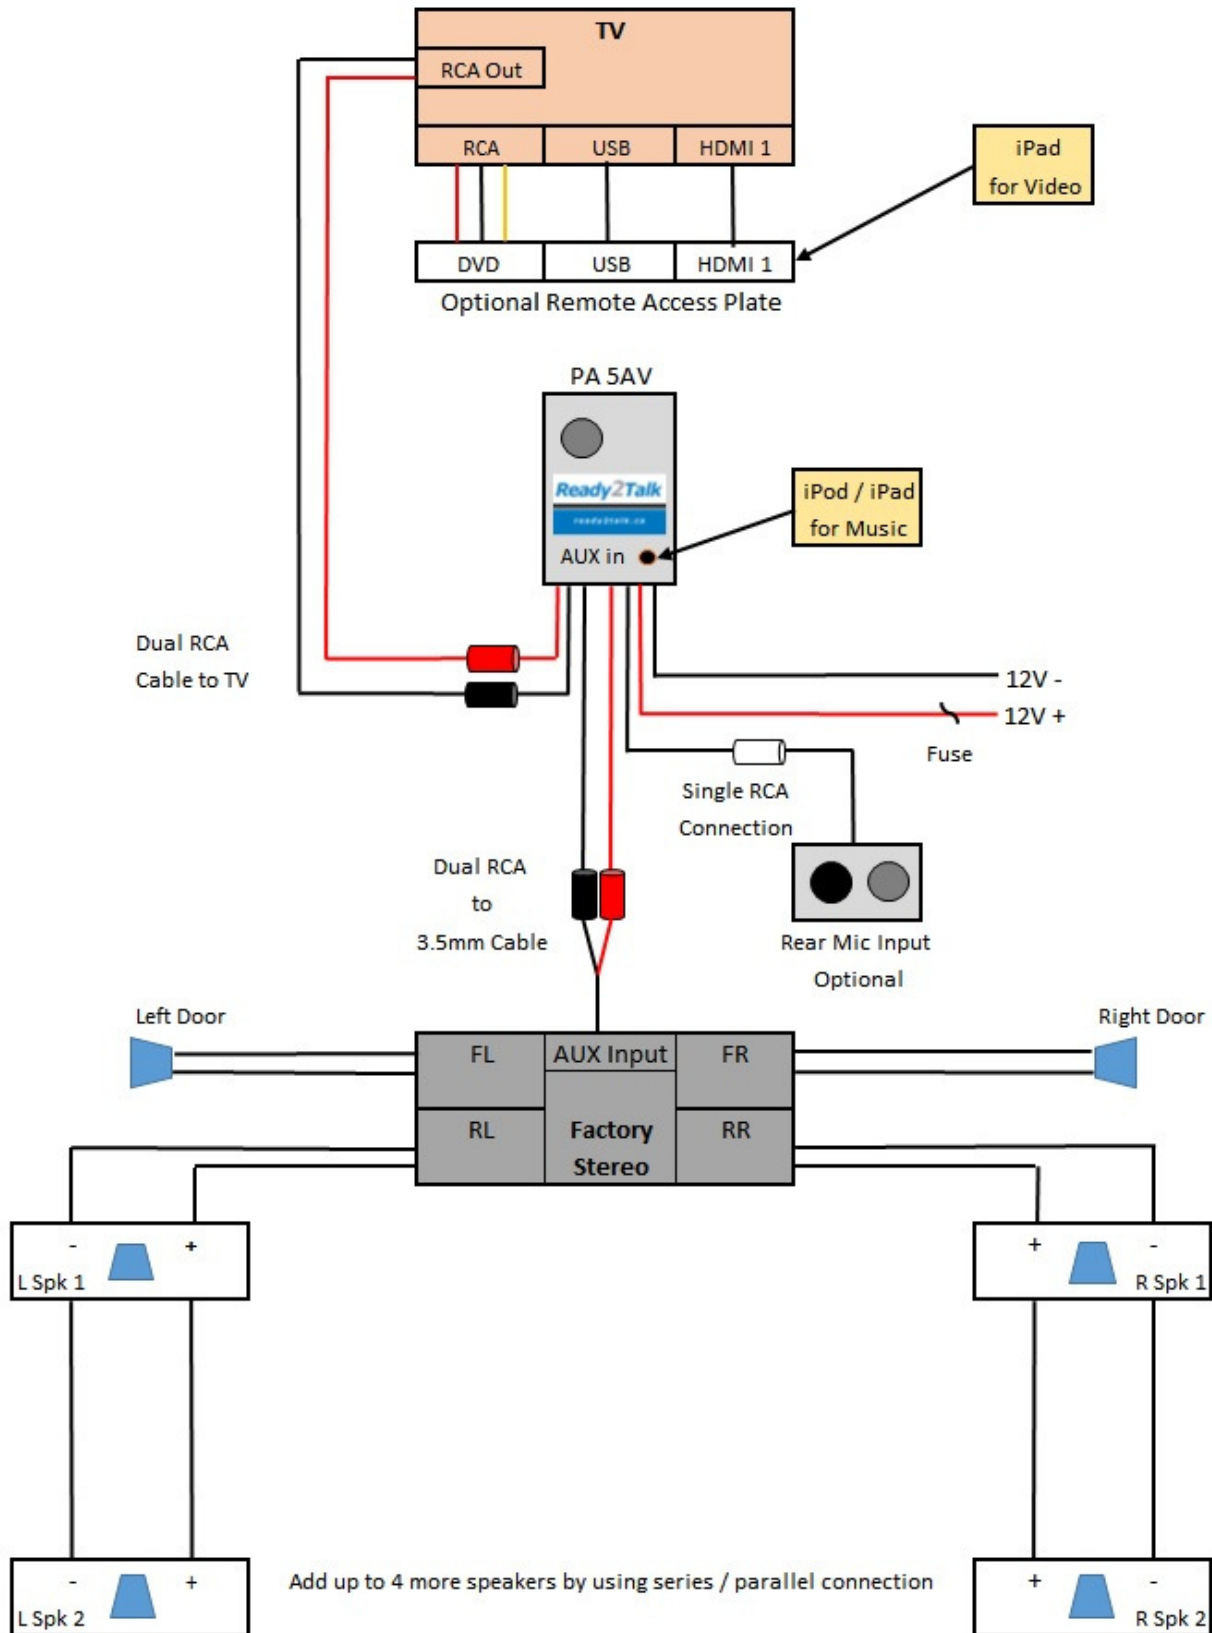 TV
RCA Out
RCA USB HDMI 1
iPad
for Video
DVD USB HDMI 1
Optional Remote Access Plate
PA 5AV
Ready2Talk
ready2talk.ca
AUX in
iPod / iPad
for Music
Dual RCA
Cable to TV
12V -
12V +
Fuse
Single RCA
Connection
Dual RCA
to
3.5mm Cable
Rear Mic Input
Optional
Left Door
Right Door
FL AUX Input FR
RL Factory RR
Stereo
- +
L Spk 1
+ -
R Spk 1
- +
L Spk 2
Add up to 4 more speakers by using series / parallel connection
+ -
R Spk 2